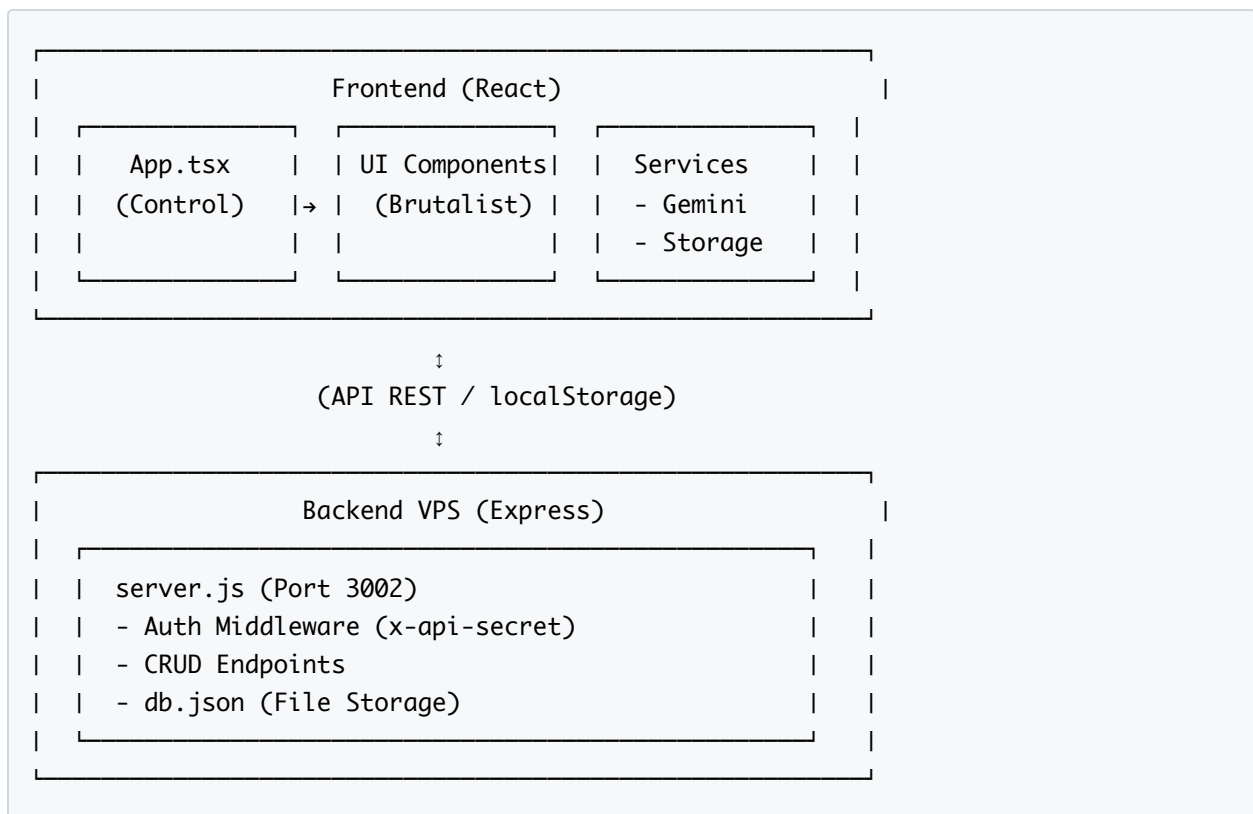 Frontend (React)
App.tsx UI Components Services
(Control) → (Brutalist) - Gemini
- Storage
↕
(API REST / localStorage)
↕
Backend VPS (Express)
server.js (Port 3002)
- Auth Middleware (x-api-secret)
- CRUD Endpoints
- db.json (File Storage)